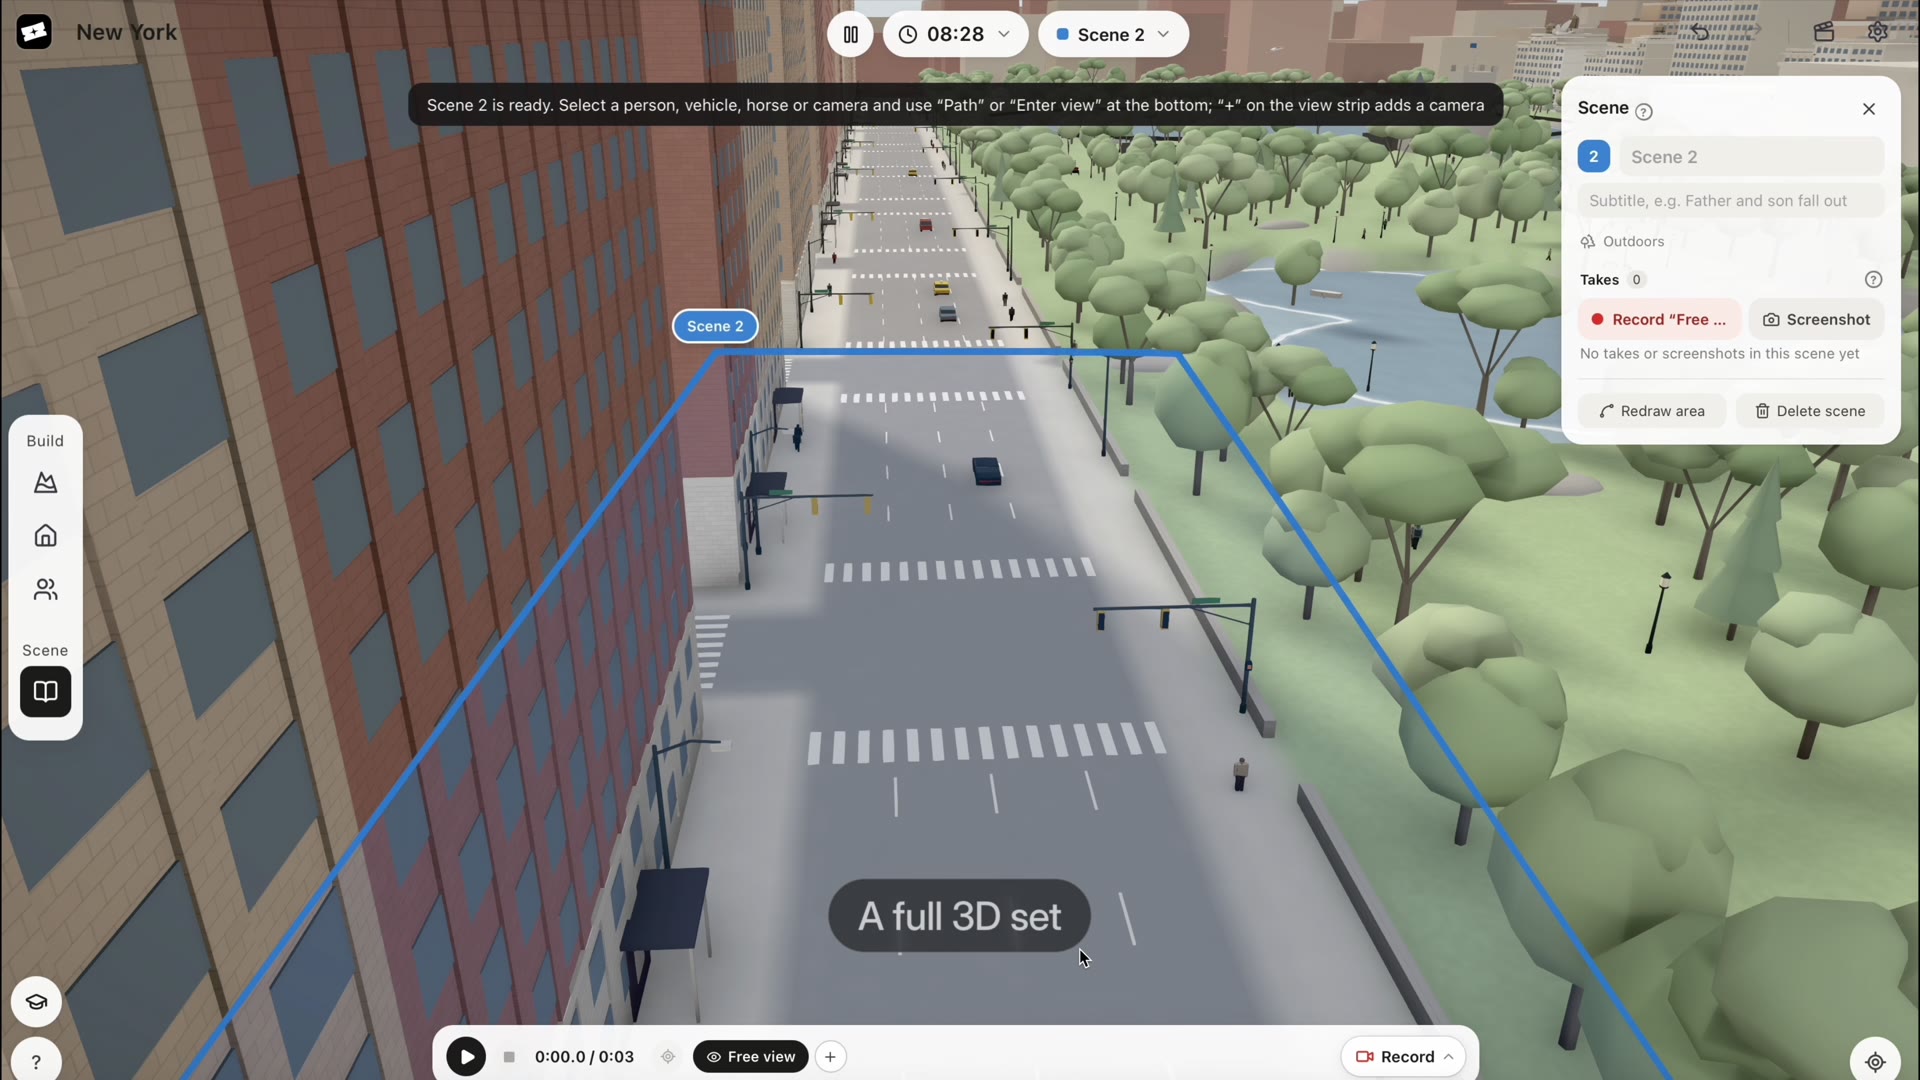 New York
08:28
Scene 2
Scene 2 is ready. Select a person, vehicle, horse or camera and use “Path” or “Enter view” at the bottom; “+” on the view strip adds a camera
Scene ?
2 Scene 2
Subtitle, e.g. Father and son fall out
Outdoors
Takes 0 ?
Record “Free ... Screenshot
No takes or screenshots in this scene yet
Redraw area Delete scene
Scene 2
Build
Scene
A full 3D set
?
0:00.0 / 0:03 Free view + Record